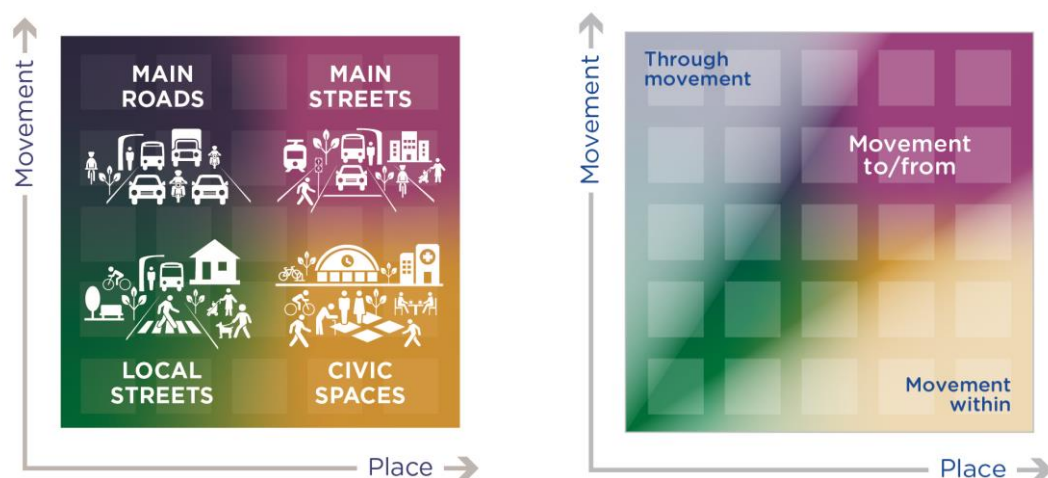 Movement
MAIN
ROADS
MAIN
STREETS
LOCAL
STREETS
CIVIC
SPACES
Place
Movement
Through
movement
Movement
to/from
Movement
within
Place